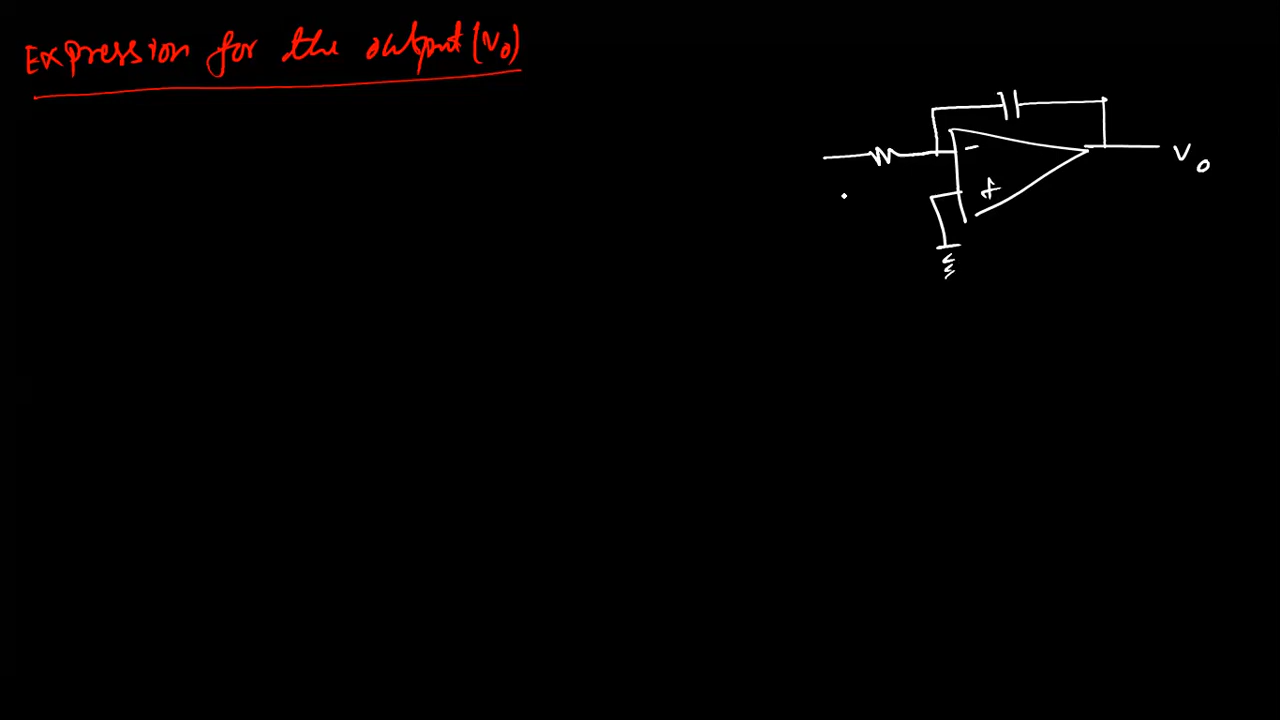 Expression for the output (v₀)
-
+
V₀